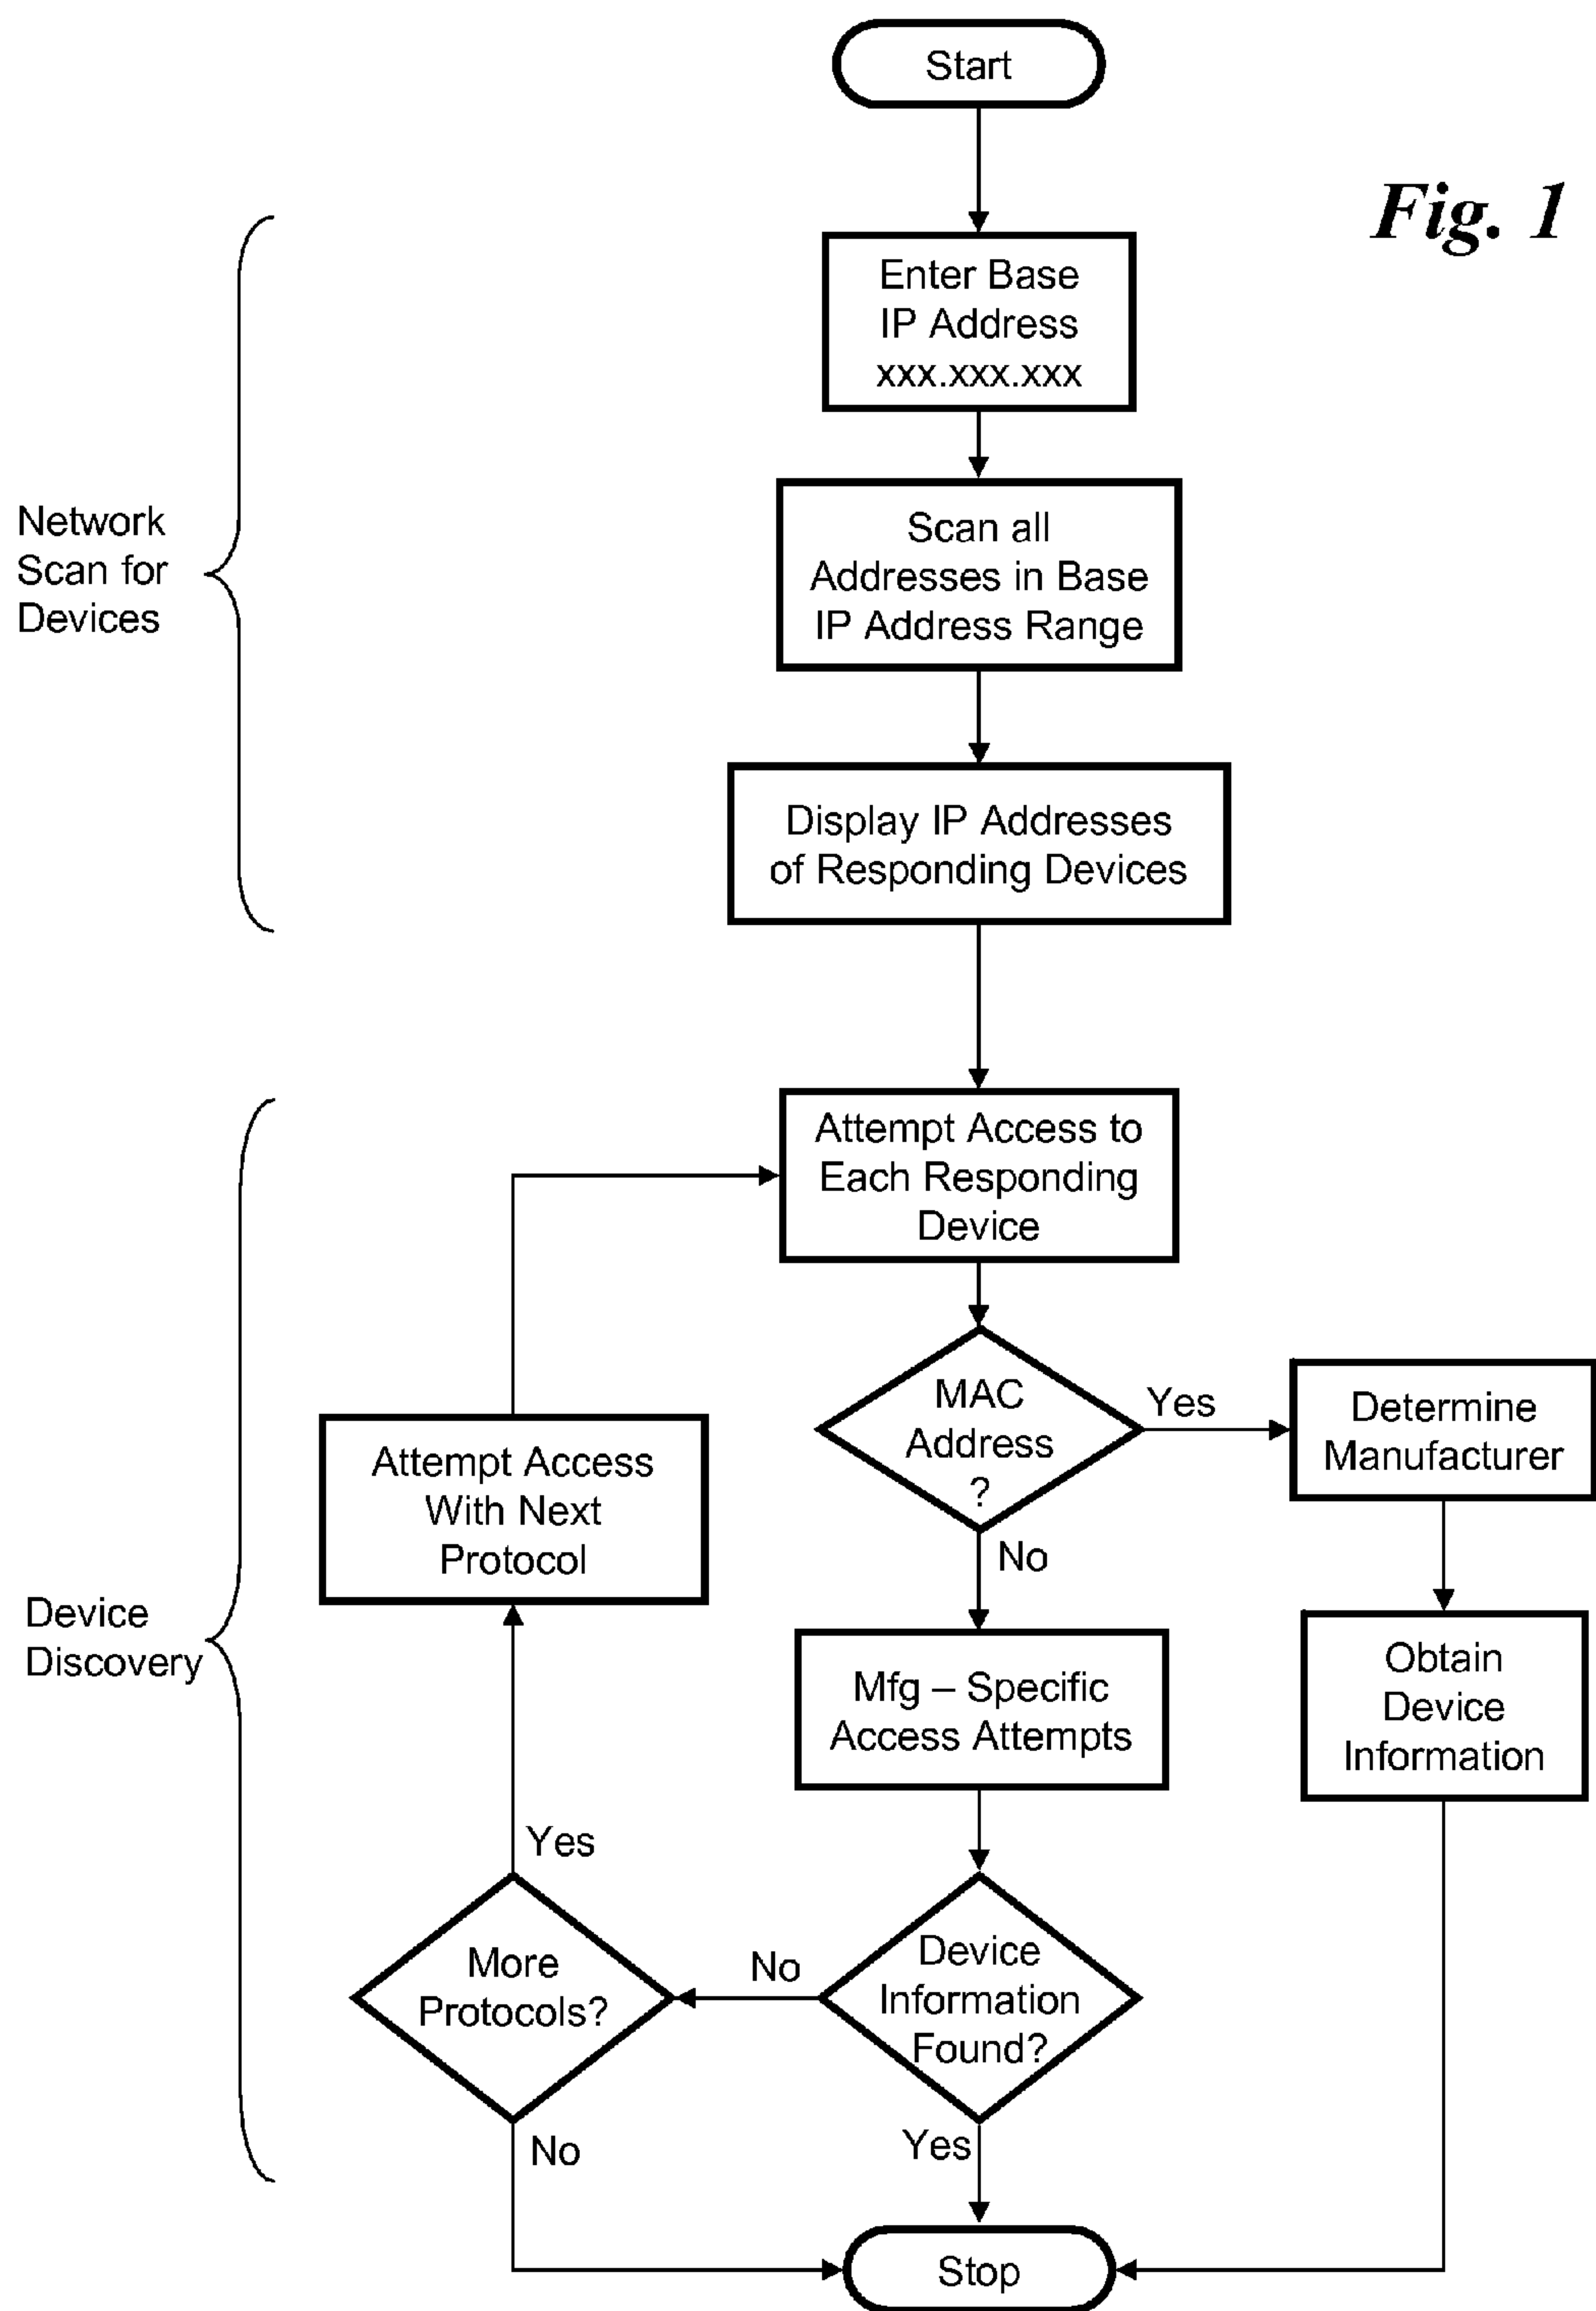 Start
Fig. 1
Enter Base
IP Address
xxx.xxx.xxx
Network
Scan for
Devices
Scan all
Addresses in Base
IP Address Range
Display IP Addresses
of Responding Devices
Attempt Access to
Each Responding
Device
MAC
Address
?
Yes
Determine
Manufacturer
Attempt Access
With Next
Protocol
No
Device
Discovery
Mfg – Specific
Access Attempts
Obtain
Device
Information
Yes
More
Protocols?
No
Device
Information
Found?
No
Yes
Stop